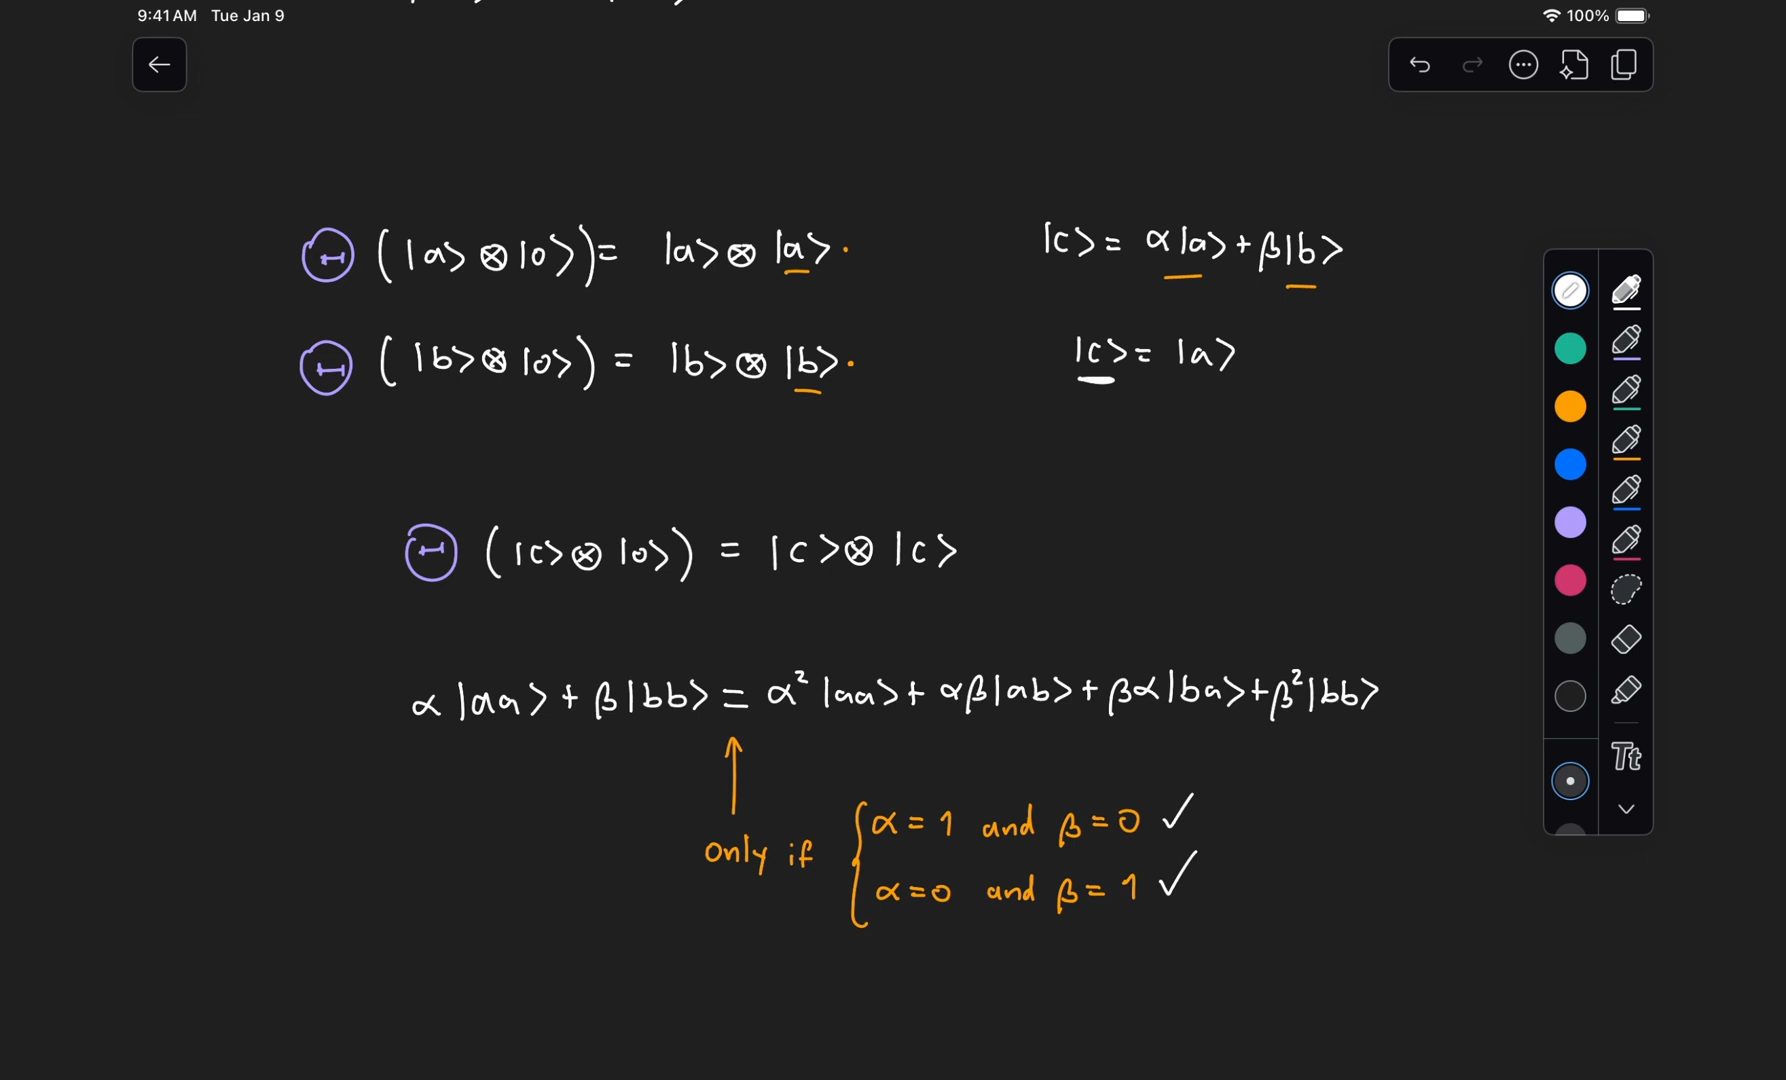 9:41 AM Tue Jan 9
100%
Θ (|a⟩ ⊗ |0⟩) = |a⟩ ⊗ |a⟩.
|c⟩ = α|a⟩ + β|b⟩
Θ (|b⟩ ⊗ |0⟩) = |b⟩ ⊗ |b⟩.
|c⟩ = |a⟩
Θ (|c⟩ ⊗ |0⟩) = |c⟩ ⊗ |c⟩
α|aa⟩ + β|bb⟩ = α²|aa⟩ + αβ|ab⟩ + βα|ba⟩ + β²|bb⟩
only if
α = 1 and β = 0 ✓
α = 0 and β = 1 ✓
Tt